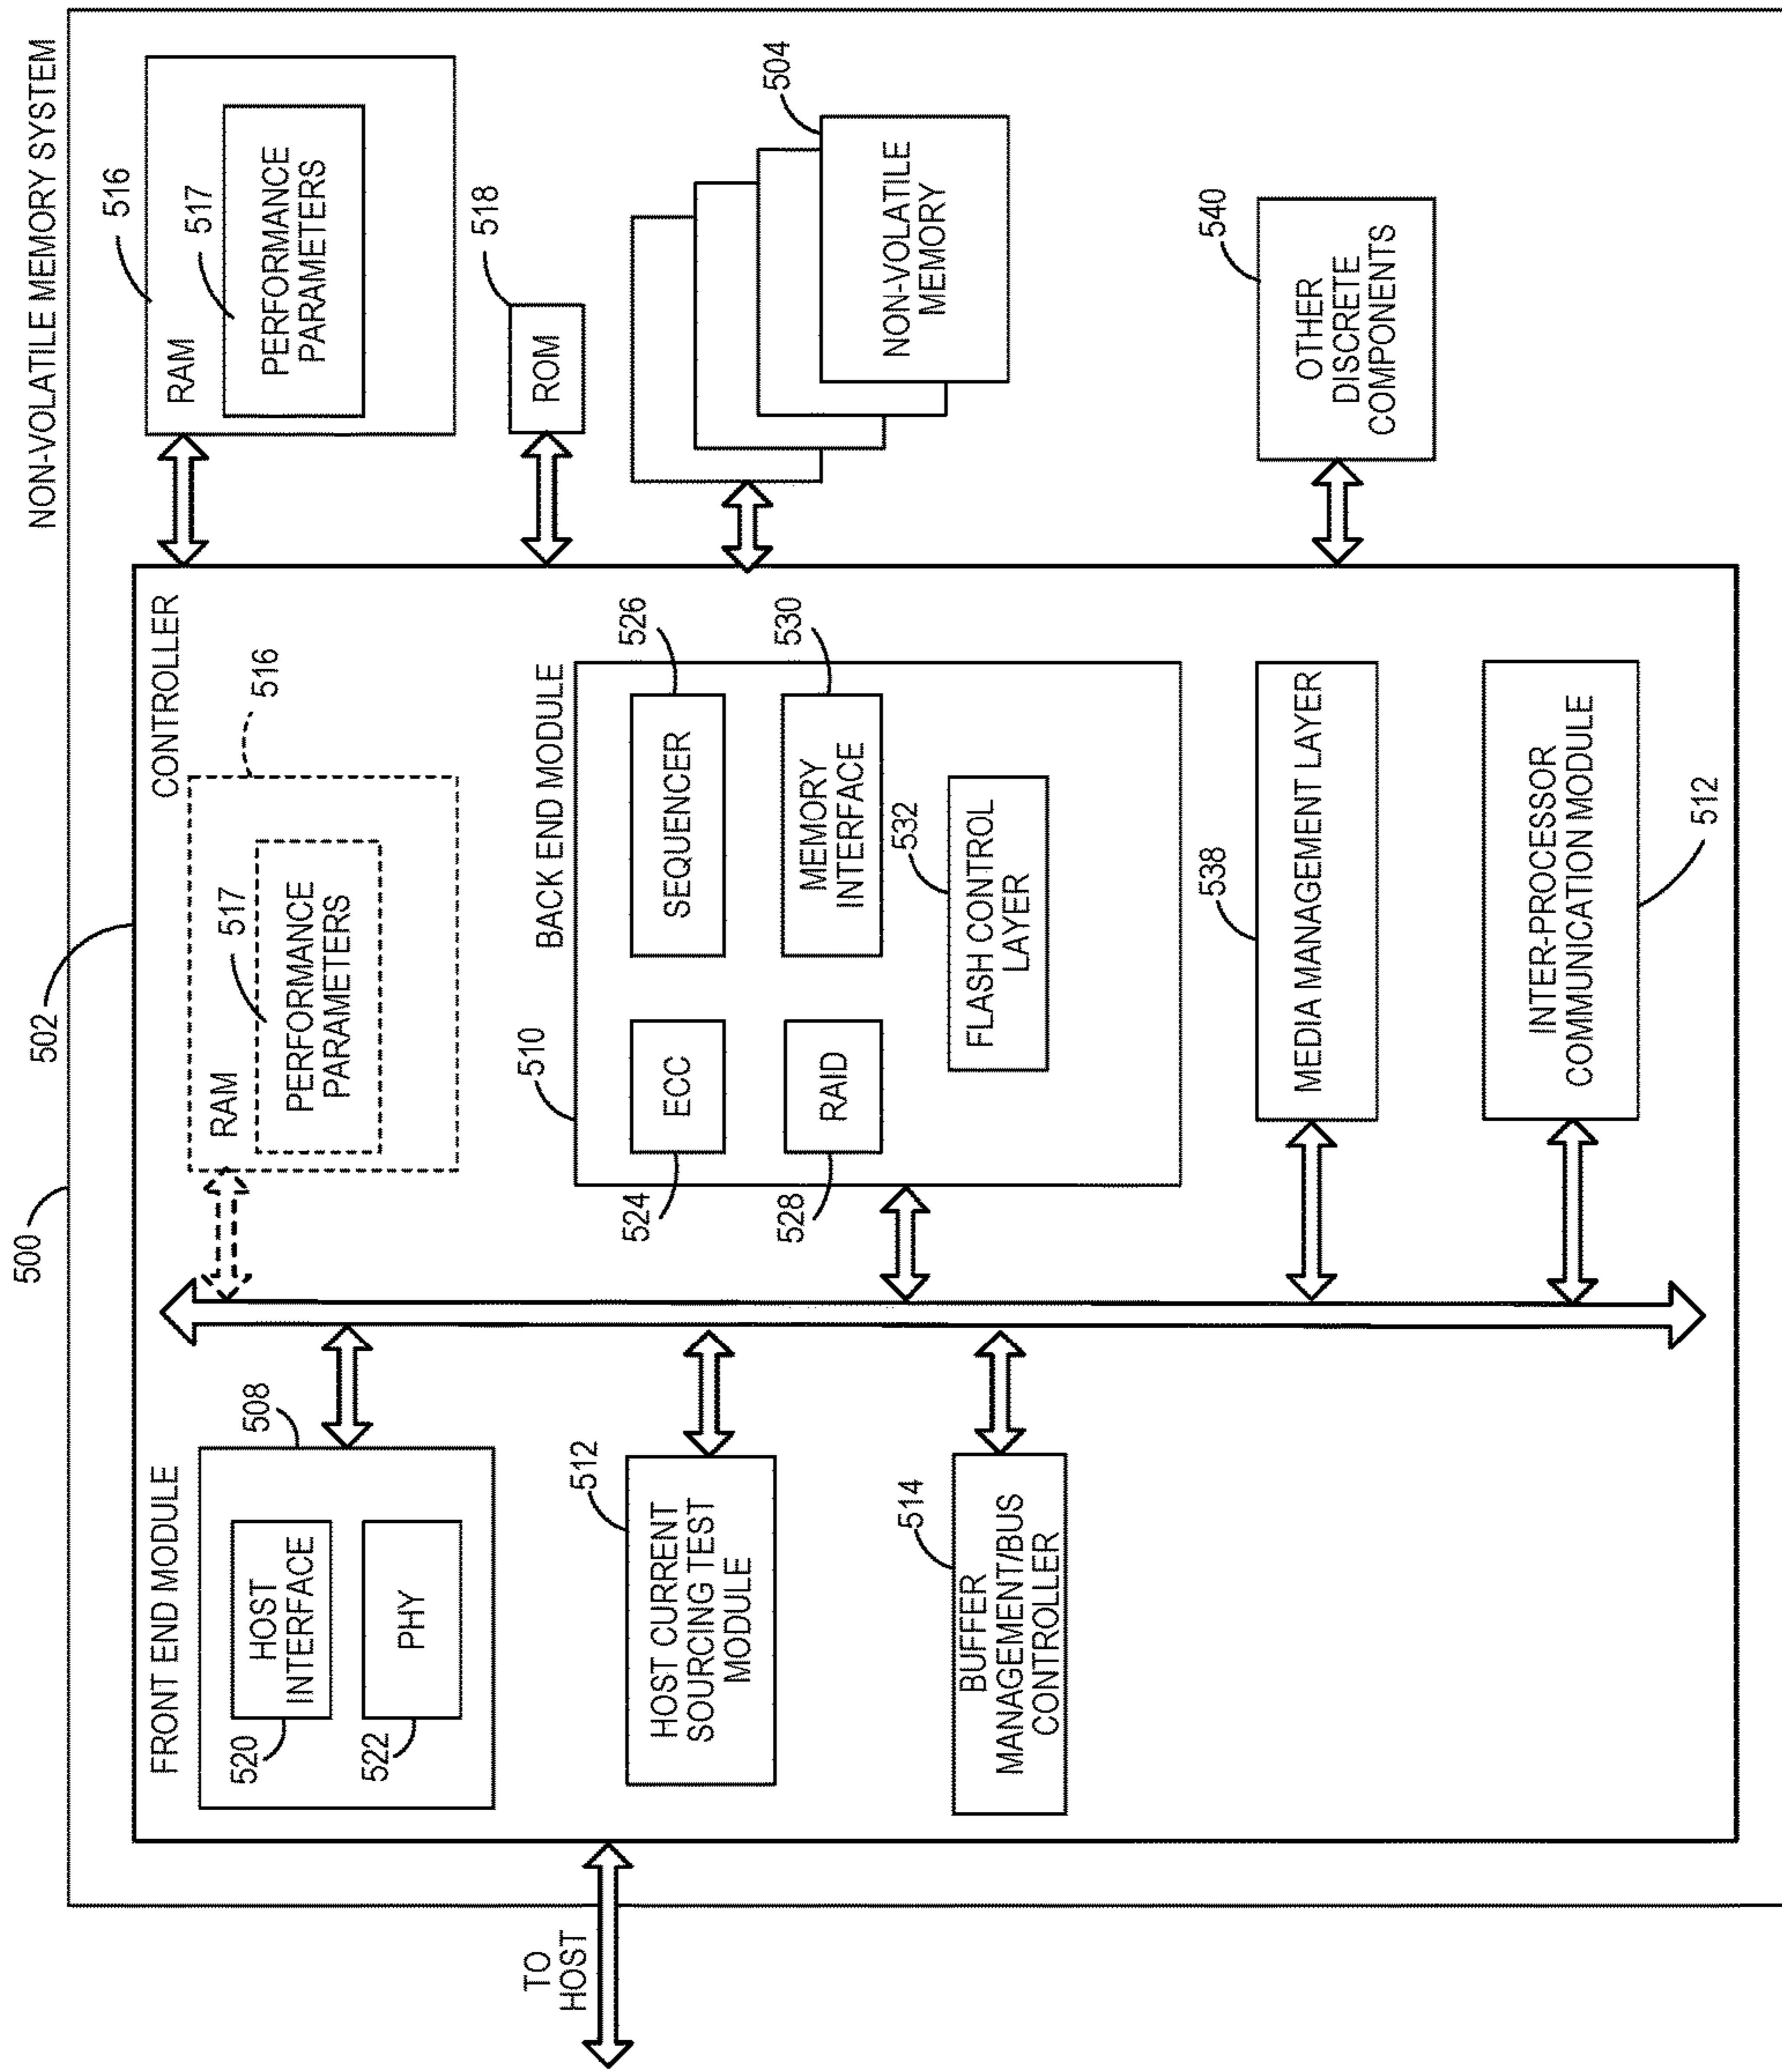 NON-VOLATILE MEMORY SYSTEM
500
502
CONTROLLER
TO
HOST
FRONT END MODULE
508
HOST
INTERFACE
520
PHY
522
512
HOST CURRENT
SOURCING TEST
MODULE
514
BUFFER
MANAGEMENT/BUS
CONTROLLER
516
RAM
517
PERFORMANCE
PARAMETERS
BACK END MODULE
510
ECC
524
SEQUENCER
526
RAID
528
MEMORY
INTERFACE
530
532
FLASH CONTROL
LAYER
MEDIA MANAGEMENT LAYER
538
INTER-PROCESSOR
COMMUNICATION MODULE
512
516
RAM
517
PERFORMANCE
PARAMETERS
518
ROM
504
NON-VOLATILE
MEMORY
540
OTHER
DISCRETE
COMPONENTS